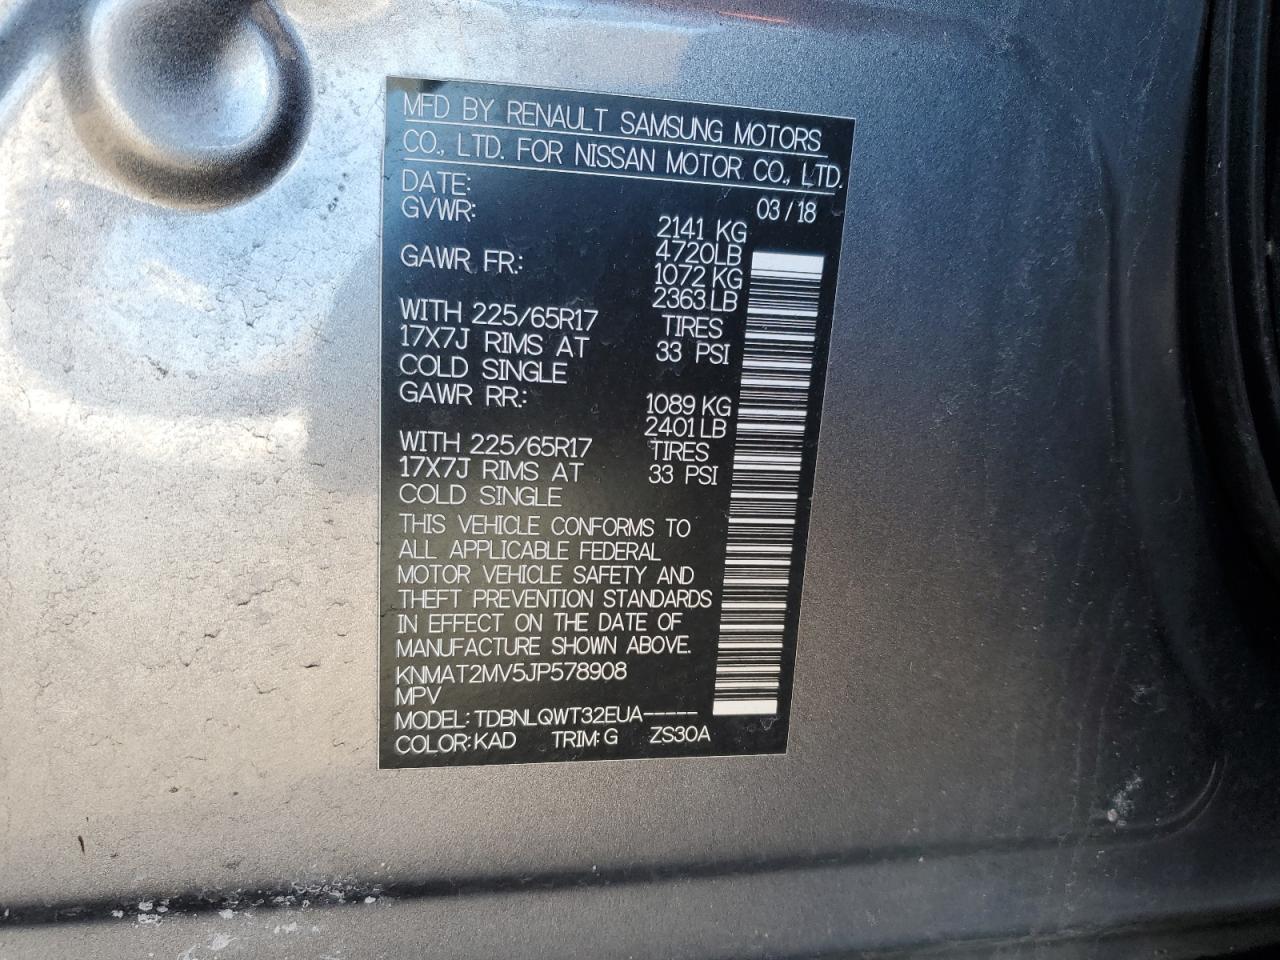 MFD BY RENAULT SAMSUNG MOTORS
CO., LTD. FOR NISSAN MOTOR CO., LTD.
DATE: 03/18
GVWR: 2141 KG
4720LB
GAWR FR.: 1072 KG
2363LB
WITH 225/65R17 TIRES
17X7J RIMS AT 33 PSI
COLD SINGLE
GAWR RR.: 1089 KG
2401LB
WITH 225/65R17 TIRES
17X7J RIMS AT 33 PSI
COLD SINGLE
THIS VEHICLE CONFORMS TO
ALL APPLICABLE FEDERAL
MOTOR VEHICLE SAFETY AND
THEFT PREVENTION STANDARDS
IN EFFECT ON THE DATE OF
MANUFACTURE SHOWN ABOVE.
KNMAT2MV5JP578908
MPV
MODEL:TDBNLQWT32EUA-----
COLOR:KAD TRIM:G ZS30A